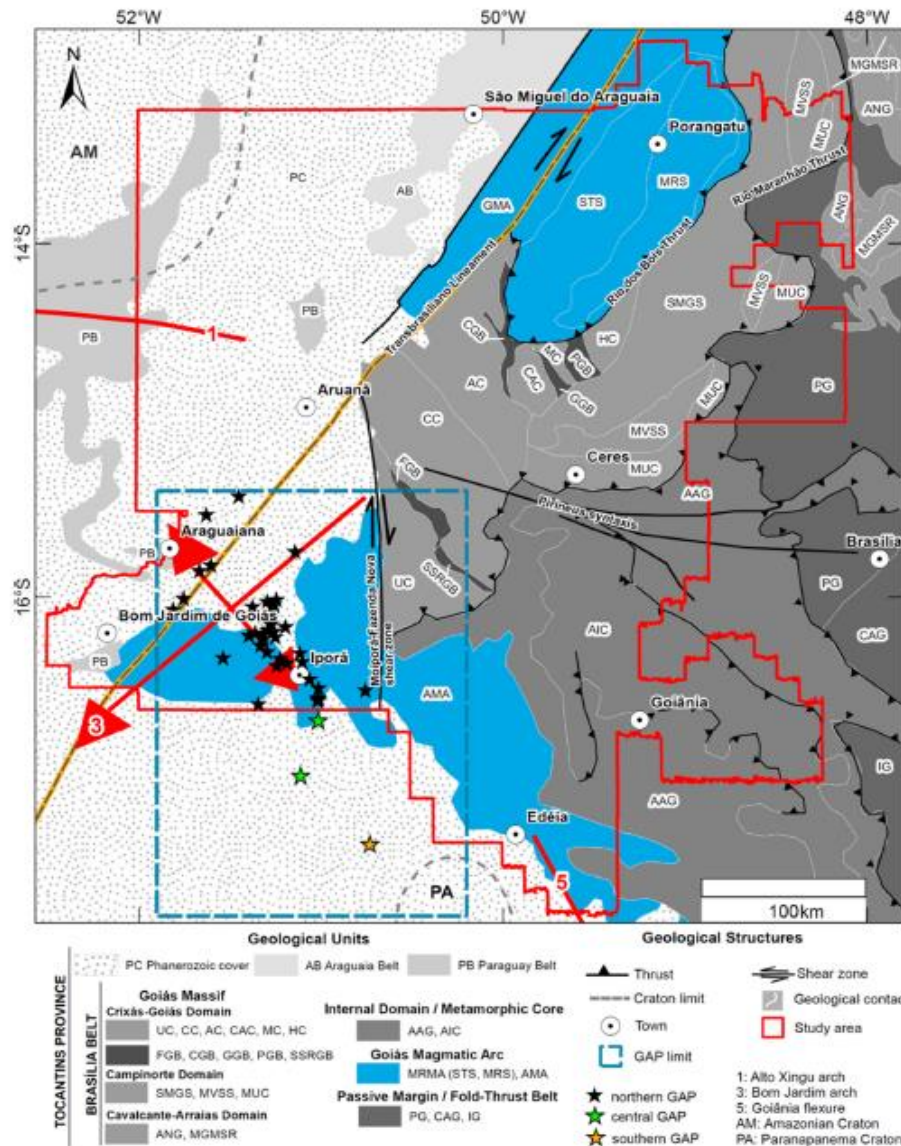 52°W
50°W
48°W
N
São Miguel do Araguaia
MGMSR
MVSS
ANG
AM
Porangatu
MUC
PC
AB
GMA
STS
MRS
Rio Maranhão Thrust
ANG
MGMSR
14°S
Transbrasiliano Lineament
Rio dos Bois Thrust
SMGS
MVSS
MUC
PB
PB
1
CGB
MC
PGB
HC
CAC
GGB
AC
PG
Aruanã
CC
MUC
MVSS
MUC
Ceres
FGB
AAG
Pirineus syntaxis
Araguaiana
Brasília
PB
SSRGB
UC
PG
16°S
Bom Jardim de Goiás
Moiporá-Fazenda Nova
shear zone
AIC
CAG
PB
Iporá
AMA
Goiânia
3
IG
AAG
Edéia
PA
5
100km
Geological Units
PC Phanerozoic cover
AB Araguaia Belt
PB Paraguay Belt
TOCANTINS PROVINCE
BRASÍLIA BELT
Goiás Massif
Crixás-Goiás Domain
UC, CC, AC, CAC, MC, HC
FGB, CGB, GGB, PGB, SSRGB
Campinorte Domain
SMGS, MVSS, MUC
Cavalcante-Arraias Domain
ANG, MGMSR
Internal Domain / Metamorphic Core
AAG, AIC
Goiás Magmatic Arc
MRMA (STS, MRS), AMA
Passive Margin / Fold-Thrust Belt
PG, CAG, IG
Geological Structures
Thrust
Shear zone
Craton limit
Geological contac
Town
Study area
GAP limit
northern GAP
central GAP
southern GAP
1: Alto Xingu arch
3: Bom Jardim arch
5: Goiânia flexure
AM: Amazonian Craton
PA: Paranapanema Craton